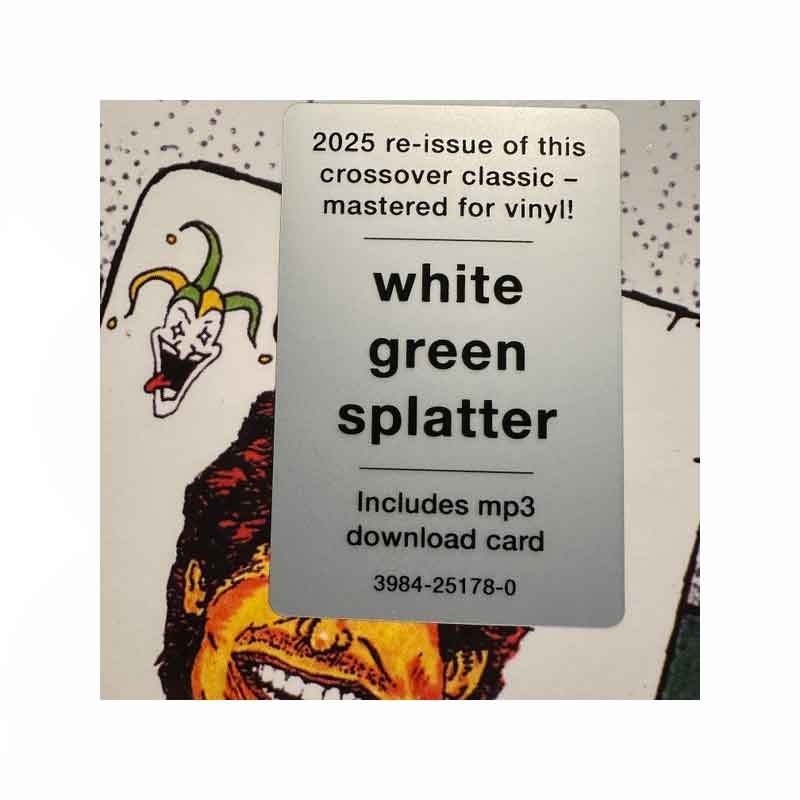 2025 re-issue of this
crossover classic –
mastered for vinyl!
white
green
splatter
Includes mp3
download card
3984-25178-0